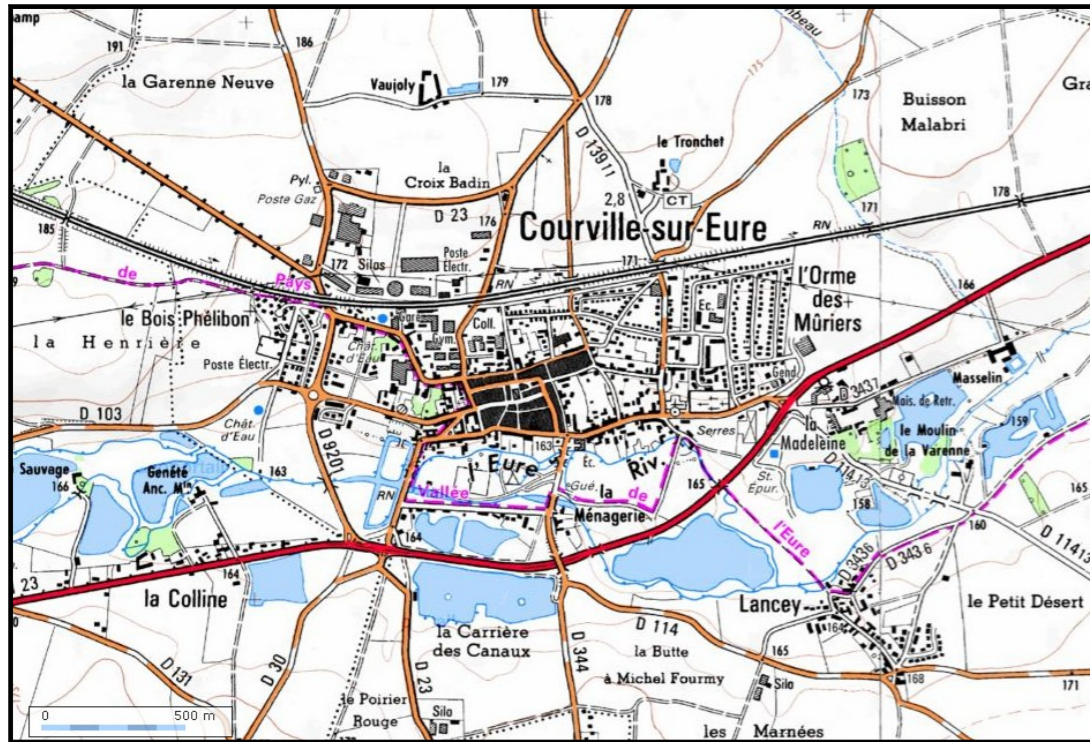 amp
191
186
la Garenne Neuve
Vaujoly
179
178
173
175
Buisson
Malabri
Gra
D 13911
le Tronchet
la
Croix Badin
Pyl.
Poste Gaz
2,8
CT
D 23
176
171
178
RN
185
Courville-sur-Eure
172
Silos
Poste
Électr.
171
RN
de
Pays
l'Orme
des
Mûriers
166
le Bois Phélibon
Gare
Coll.
Ec.
la Henrière
Gym.
Chât.
d'Eau
Poste Électr.
Gend.
D 3437
Masselin
Mais. de Retr.
D 103
la
Madeleine
Serres
le Moulin
de la Varenne
159
Chât.
d'Eau
D 9201
163
163
l'Eure
Ec.
Riv.
Sauvage
166
Genêté
Anc. Mln
St.
Epur.
D 11413
165
165
Vallée
Gué.
la
de
RN
Ménagerie
158
l'Eure
160
164
D 11413
D 3436
D 3436
23
164
la Colline
Lancey
le Petit Désert
la Carrière
des Canaux
D 114
164
D 131
D 30
D 23
D 344
la Butte
à Michel Fourmy
165
168
171
le Poirier
Rouge
Silo
Silo
les Marnées
172
175
0 500 m